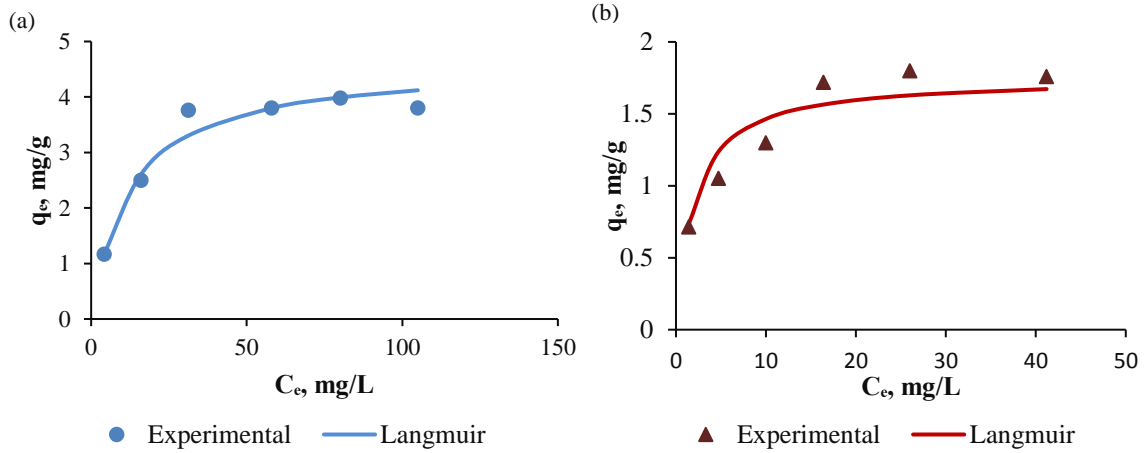 (a)
5
4
3
2
1
0
qₑ, mg/g
0 50 100 150
Cₑ, mg/L
Experimental Langmuir
(b)
2
1.5
1
0.5
0
qₑ, mg/g
0 10 20 30 40 50
Cₑ, mg/L
Experimental Langmuir